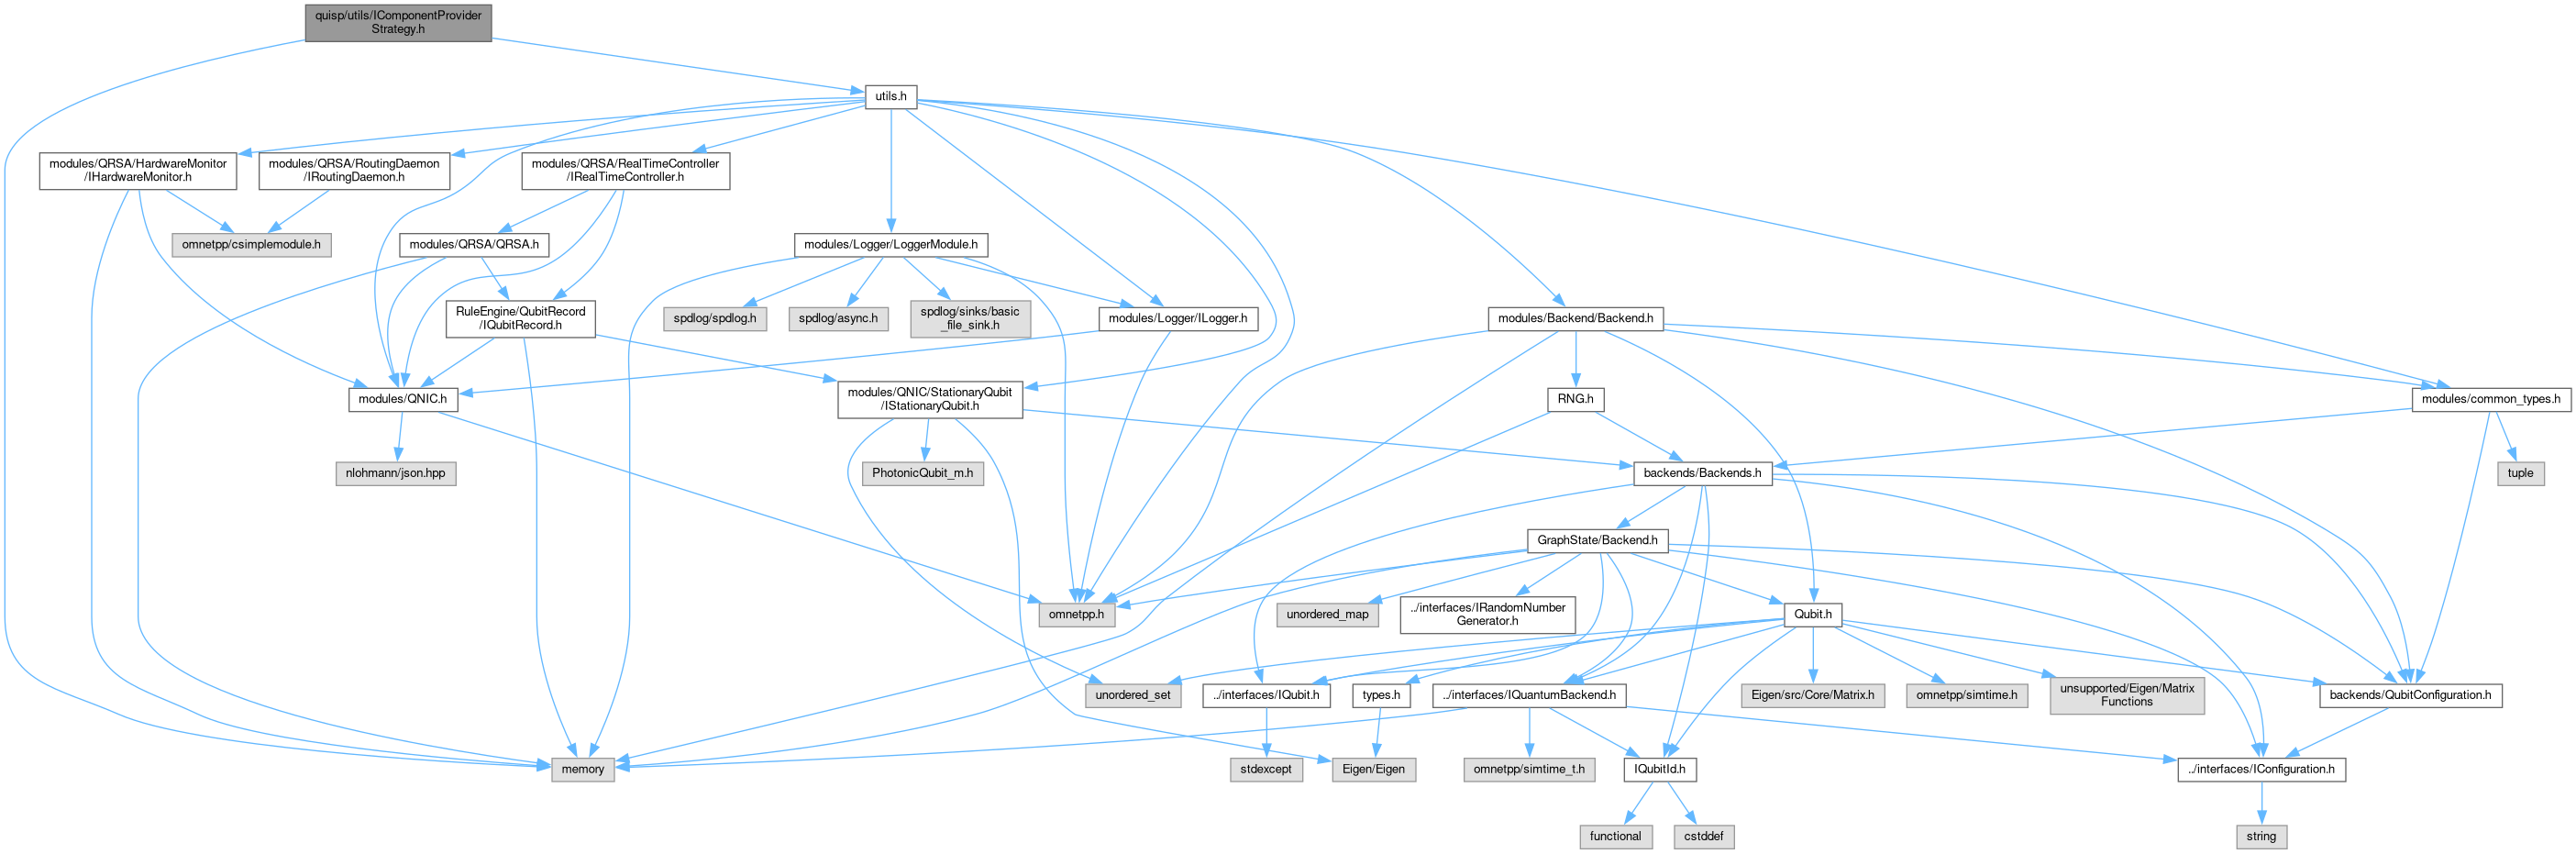 quisp/utils/IComponentProvider
Strategy.h
utils.h
modules/QRSA/HardwareMonitor
/IHardwareMonitor.h
modules/QRSA/RoutingDaemon
/IRoutingDaemon.h
modules/QRSA/RealTimeController
/IRealTimeController.h
omnetpp/csimplemodule.h
modules/QRSA/QRSA.h
modules/Logger/LoggerModule.h
RuleEngine/QubitRecord
/IQubitRecord.h
spdlog/spdlog.h
spdlog/async.h
spdlog/sinks/basic
_file_sink.h
modules/Logger/ILogger.h
modules/Backend/Backend.h
modules/QNIC.h
modules/QNIC/StationaryQubit
/IStationaryQubit.h
RNG.h
modules/common_types.h
nlohmann/json.hpp
PhotonicQubit_m.h
backends/Backends.h
tuple
GraphState/Backend.h
omnetpp.h
unordered_map
../interfaces/IRandomNumber
Generator.h
Qubit.h
unordered_set
../interfaces/IQubit.h
types.h
../interfaces/IQuantumBackend.h
Eigen/src/Core/Matrix.h
omnetpp/simtime.h
unsupported/Eigen/Matrix
Functions
backends/QubitConfiguration.h
memory
stdexcept
Eigen/Eigen
omnetpp/simtime_t.h
IQubitId.h
../interfaces/IConfiguration.h
functional
cstddef
string